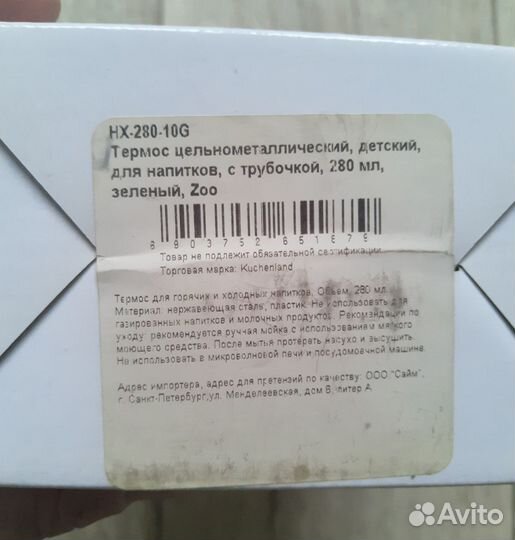 HX-280-10G
Термос цельнометаллический, детский,
для напитков, с трубочкой, 280 мл,
зеленый, Zoo
6903752651679
Товар не подлежит обязательной сертификации
Торговая марка: Kuchenland
Термос для горячих и холодных напитков. Объем: 280 мл.
Материал: нержавеющая сталь, пластик. Не использовать для
газированных напитков и молочных продуктов. Рекомендации по
уходу: рекомендуется ручная мойка с использованием мягкого
моющего средства. После мытья протереть насухо и высушить.
Не использовать в микроволновой печи и посудомоечной машине.
Адрес импортера, адрес для претензий по качеству: ООО "Сайм",
г. Санкт-Петербург,ул. Менделеевская, дом 9, литер А
Avito